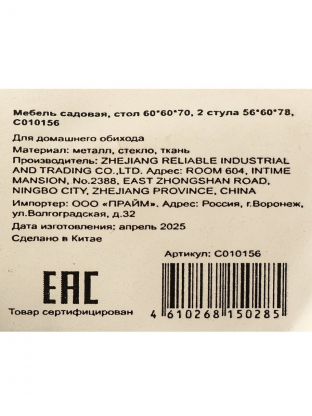 Мебель садовая, стол 60*60*70, 2 стула 56*60*78,
С010156
Для домашнего обихода
Материал: металл, стекло, ткань
Производитель: ZHEJIANG RELIABLE INDUSTRIAL
AND TRADING CO.,LTD. Адрес: ROOM 604, INTIME
MANSION, No.2388, EAST ZHONGSHAN ROAD,
NINGBO CITY, ZHEJIANG PROVINCE, CHINA
Импортер: ООО «ПРАЙМ». Адрес: Россия, г.Воронеж,
ул.Волгоградская, д.32
Дата изготовления: апрель 2025
Сделано в Китае
Артикул: С010156
EAC
Товар сертифицирован
4 610268 150285